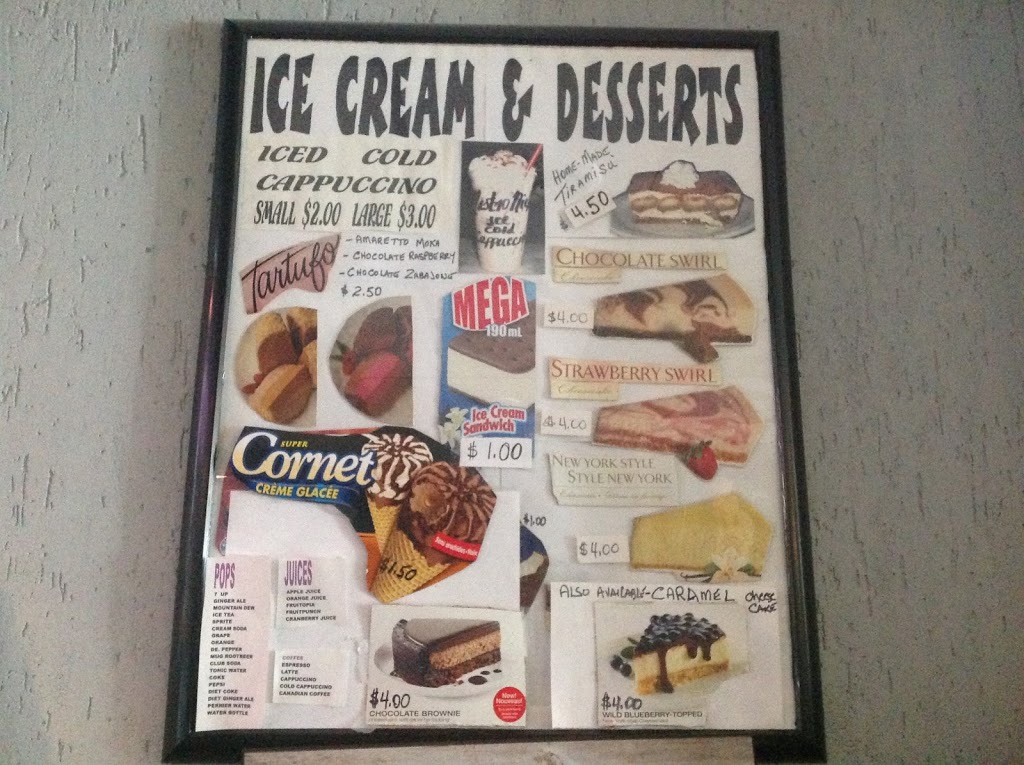 ICE CREAM & DESSERTS
ICED COLD
CAPPUCCINO
SMALL $2.00 LARGE $3.00
Ice
Cold
HOME-MADE
TIRAMISU
4.50
Tartufo
- AMARETTO MOKA
- CHOCOLATE RASPBERRY
- CHOCOLATE ZABAJONE
$2.50
MEGA
190 mL
Ice Cream
Sandwich
$1.00
CHOCOLATE SWIRL
$4.00
STRAWBERRY SWIRL
$4.00
NEW YORK STYLE
STYLE NEW YORK
$4.00
SUPER
Cornet
CRÈME GLACÉE
$1.50
$1.00
POPS
7 UP
GINGER ALE
MOUNTAIN DEW
ICE TEA
SPRITE
CREAM SODA
GRAPE
ORANGE
DR. PEPPER
MUG ROOTBEER
CLUB SODA
TONIC WATER
COKE
PEPSI
DIET COKE
DIET GINGER ALE
PERRIER WATER
WATER BOTTLE
JUICES
APPLE JUICE
ORANGE JUICE
FRUITOPIA
FRUITPUNCH
CRANBERRY JUICE
COFFEE
ESPRESSO
LATTE
CAPPUCCINO
COLD CAPPUCCINO
CANADIAN COFFEE
$4.00
CHOCOLATE BROWNIE
New!
Nouveau!
ALSO AVAILABLE - CARAMEL CHEESE
CAKE
$4.00
WILD BLUEBERRY-TOPPED